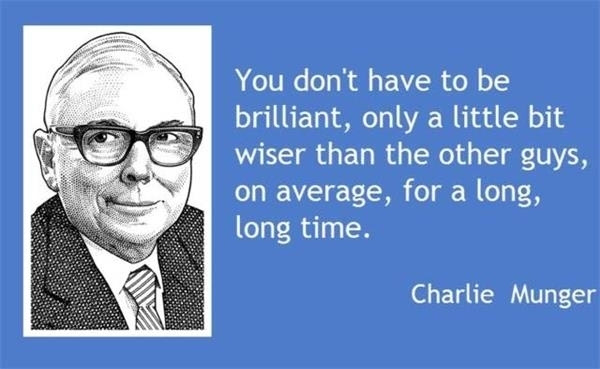 You don't have to be
brilliant, only a little bit
wiser than the other guys,
on average, for a long,
long time.
Charlie Munger